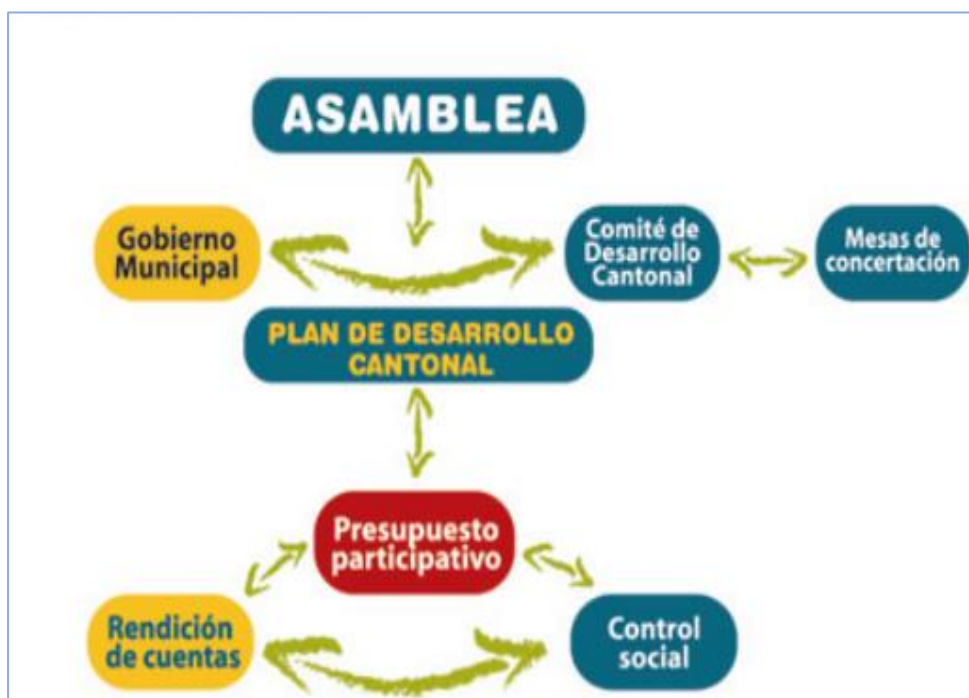 ASAMBLEA
Gobierno
Municipal
Comité de
Desarrollo
Cantonal
Mesas de
concertación
PLAN DE DESARROLLO
CANTONAL
Presupuesto
participativo
Rendición
de cuentas
Control
social